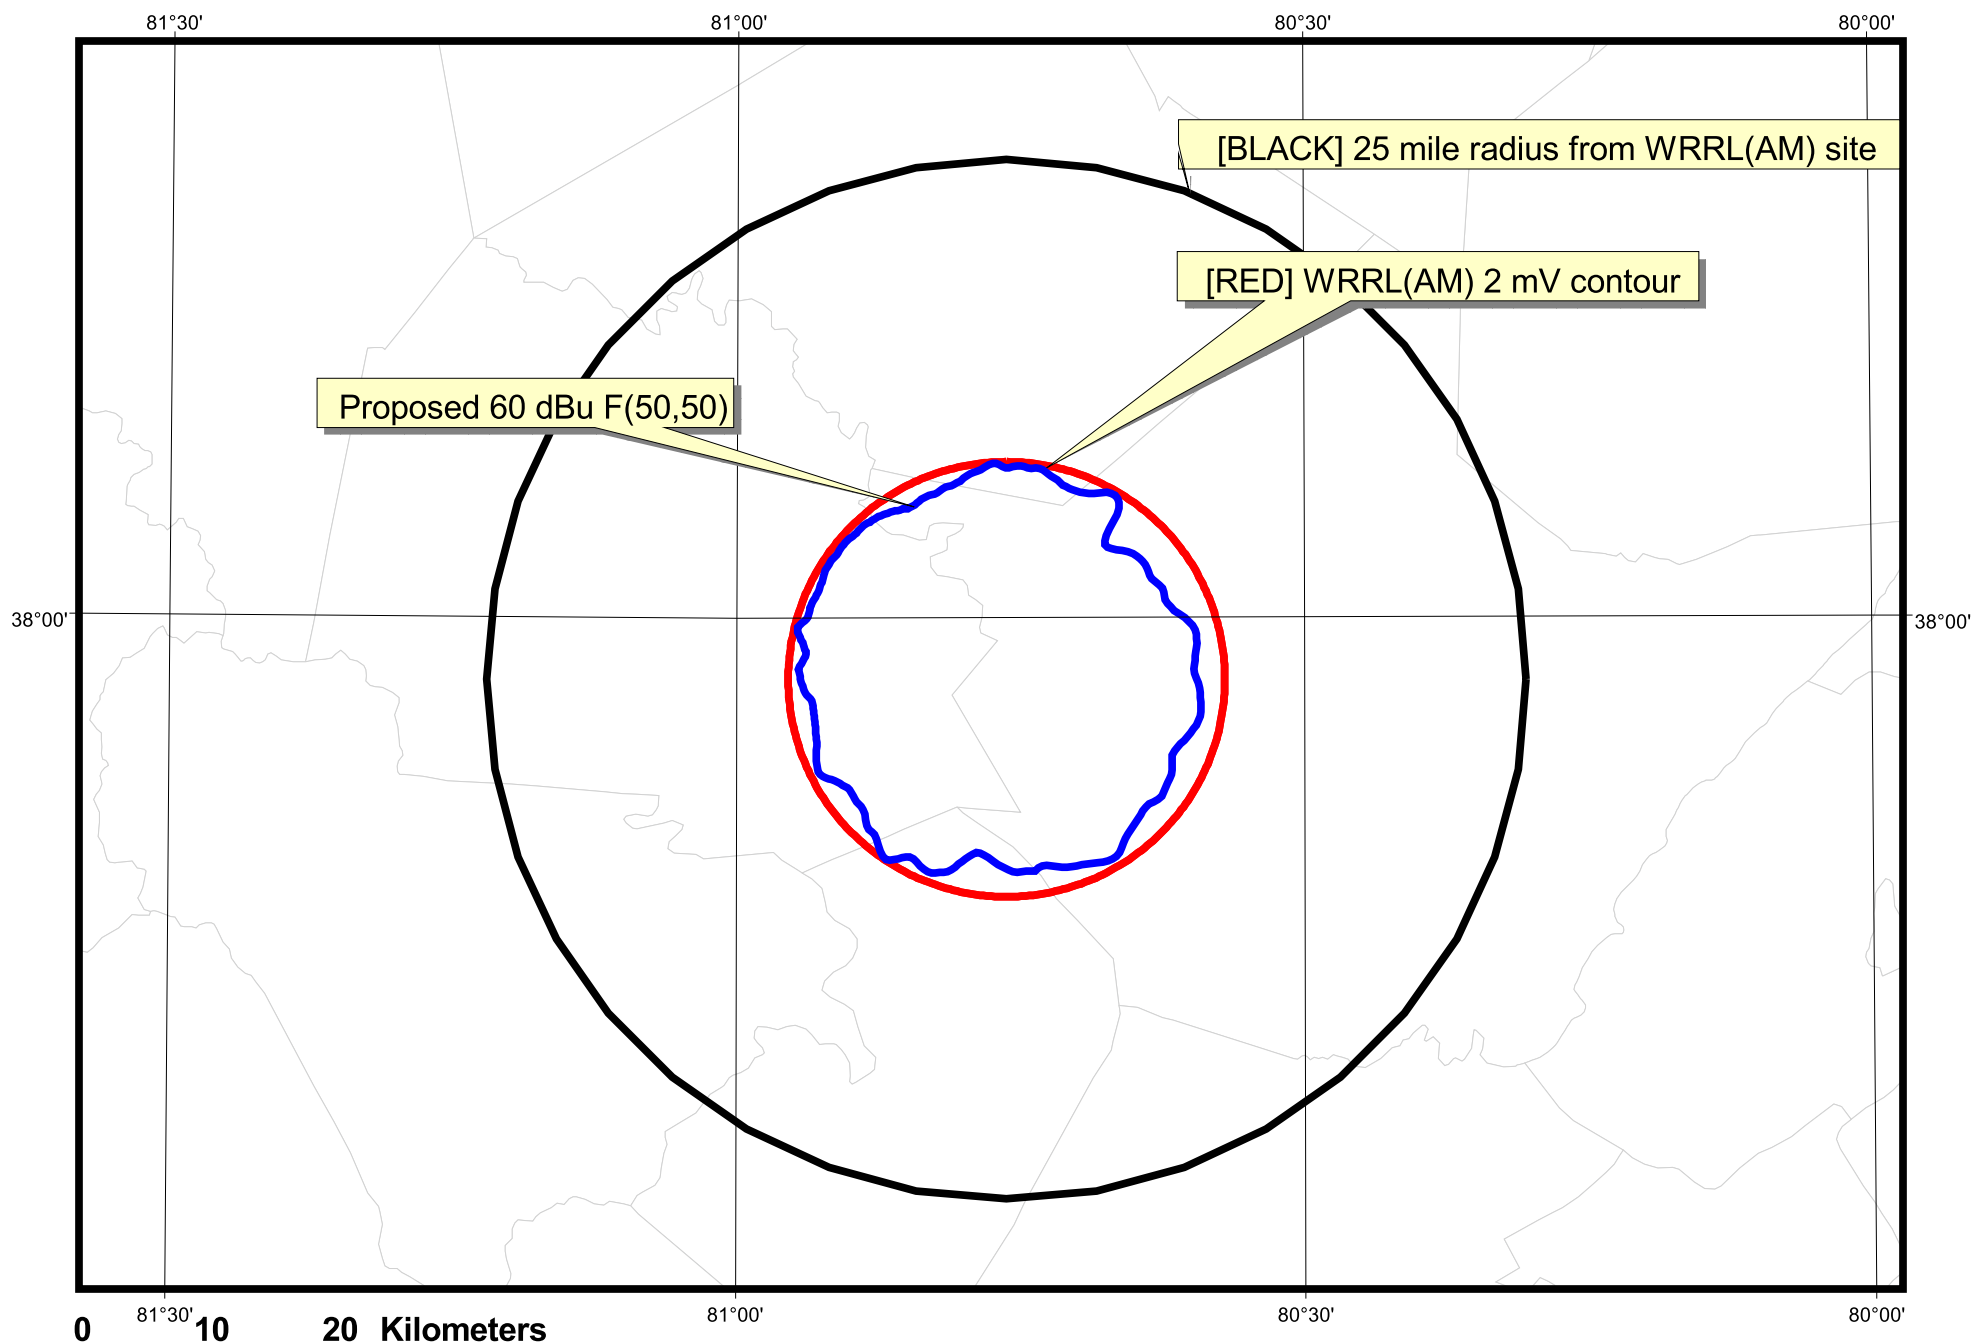 81°30' 81°00' 80°30' 80°00'
[BLACK] 25 mile radius from WRRL(AM) site
[RED] WRRL(AM) 2 mV contour
Proposed 60 dBu F(50,50)
38°00' 38°00'
81°30' 81°00' 80°30' 80°00'
0 10 20 Kilometers